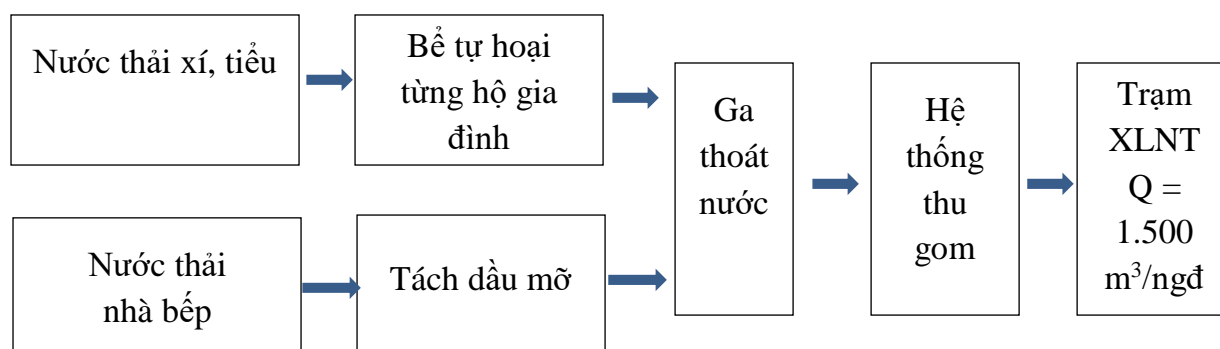 Nước thải xí, tiểu
Bể tự hoại
từng hộ gia
đình
Nước thải
nhà bếp
Tách dầu mỡ
Ga
thoát
nước
Hệ
thống
thu
gom
Trạm
XLNT
Q =
1.500
m³/ngđ